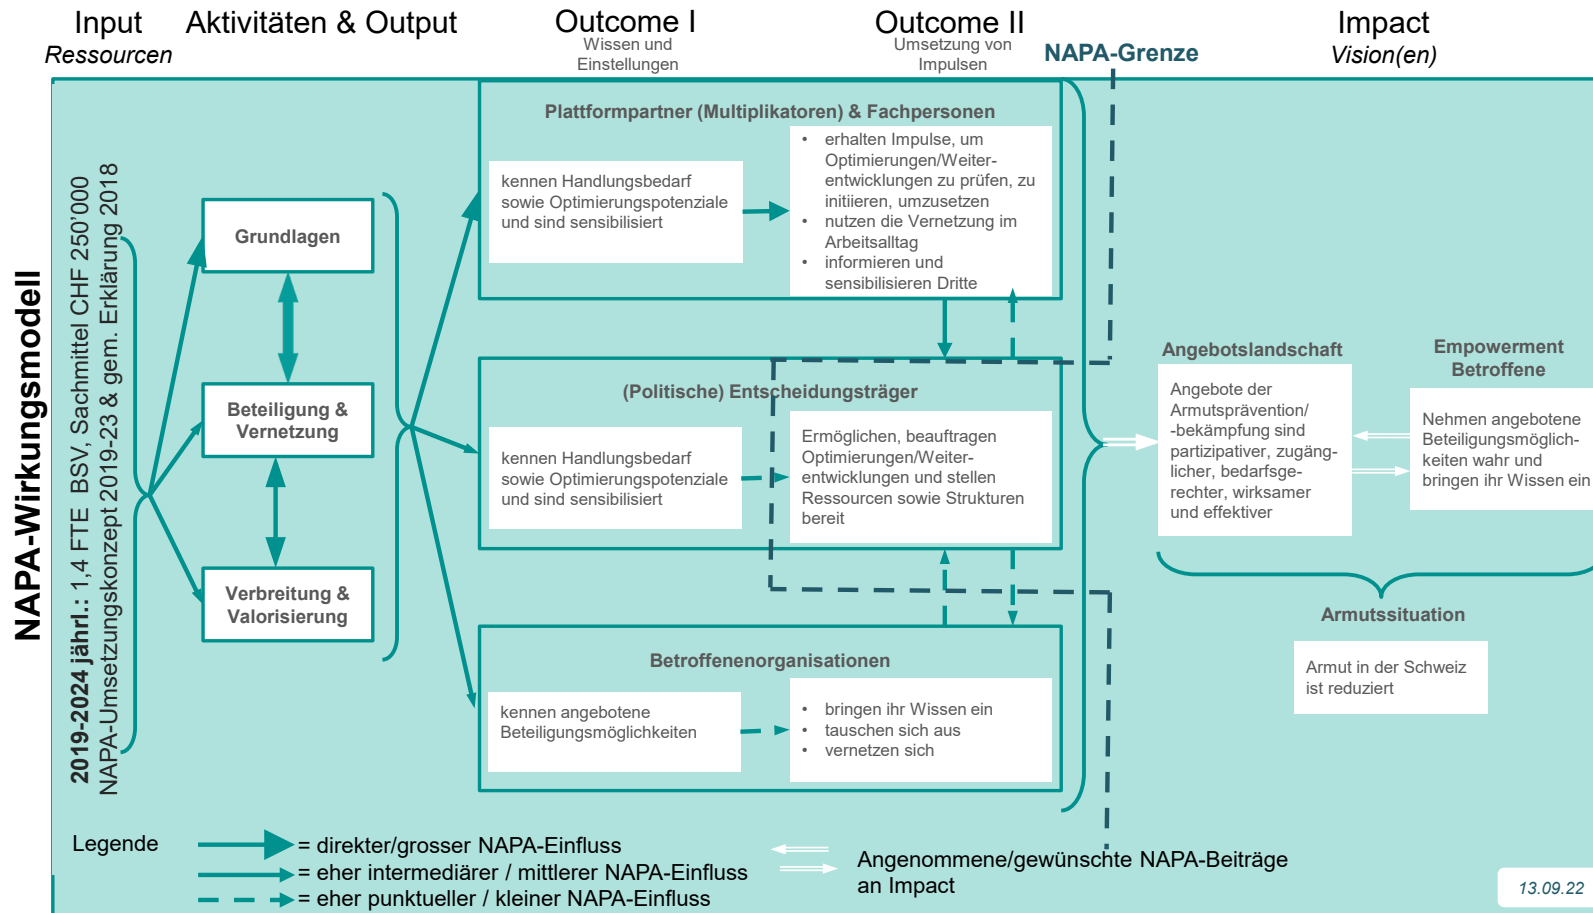 Input
Ressourcen
Aktivitäten & Output
Outcome I
Wissen und
Einstellungen
Outcome II
Umsetzung von
Impulsen
NAPA-Grenze
Impact
Vision(en)
NAPA-Wirkungsmodell
2019-2024 jährl.: 1,4 FTE BSV, Sachmittel CHF 250’000
NAPA-Umsetzungskonzept 2019-23 & gem. Erklärung 2018
Grundlagen
Beteiligung &
Vernetzung
Verbreitung &
Valorisierung
Plattformpartner (Multiplikatoren) & Fachpersonen
kennen Handlungsbedarf
sowie Optimierungspotenziale
und sind sensibilisiert
• erhalten Impulse, um
Optimierungen/Weiter-
entwicklungen zu prüfen, zu
initiieren, umzusetzen
• nutzen die Vernetzung im
Arbeitsalltag
• informieren und
sensibilisieren Dritte
(Politische) Entscheidungsträger
kennen Handlungsbedarf
sowie Optimierungspotenziale
und sind sensibilisiert
Ermöglichen, beauftragen
Optimierungen/Weiter-
entwicklungen und stellen
Ressourcen sowie Strukturen
bereit
Betroffenenorganisationen
kennen angebotene
Beteiligungsmöglichkeiten
• bringen ihr Wissen ein
• tauschen sich aus
• vernetzen sich
Angebotslandschaft
Angebote der
Armutsprävention/
-bekämpfung sind
partizipativer, zugäng-
licher, bedarfsge-
rechter, wirksamer
und effektiver
Empowerment
Betroffene
Nehmen angebotene
Beteiligungsmöglich-
keiten wahr und
bringen ihr Wissen ein
Armutssituation
Armut in der Schweiz
ist reduziert
Legende
= direkter/grosser NAPA-Einfluss
= eher intermediärer / mittlerer NAPA-Einfluss
= eher punktueller / kleiner NAPA-Einfluss
Angenommene/gewünschte NAPA-Beiträge
an Impact
13.09.22